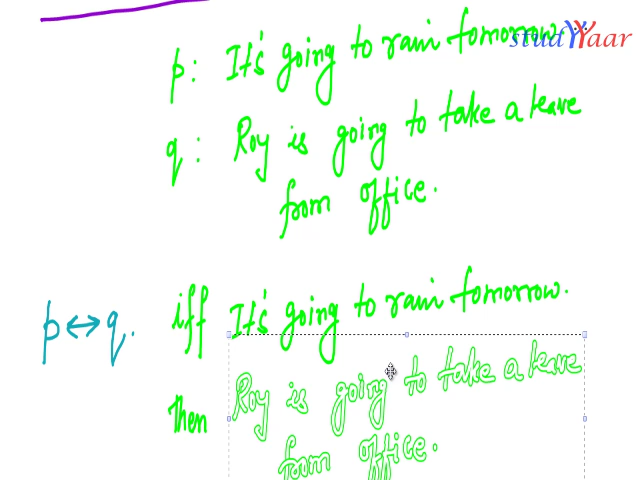 studYYaar
p: It's going to rain tomorrow.
q: Roy is going to take a leave
from office.
p↔q. iff It's going to rain tomorrow.
Then Roy is going to take a leave
from office.